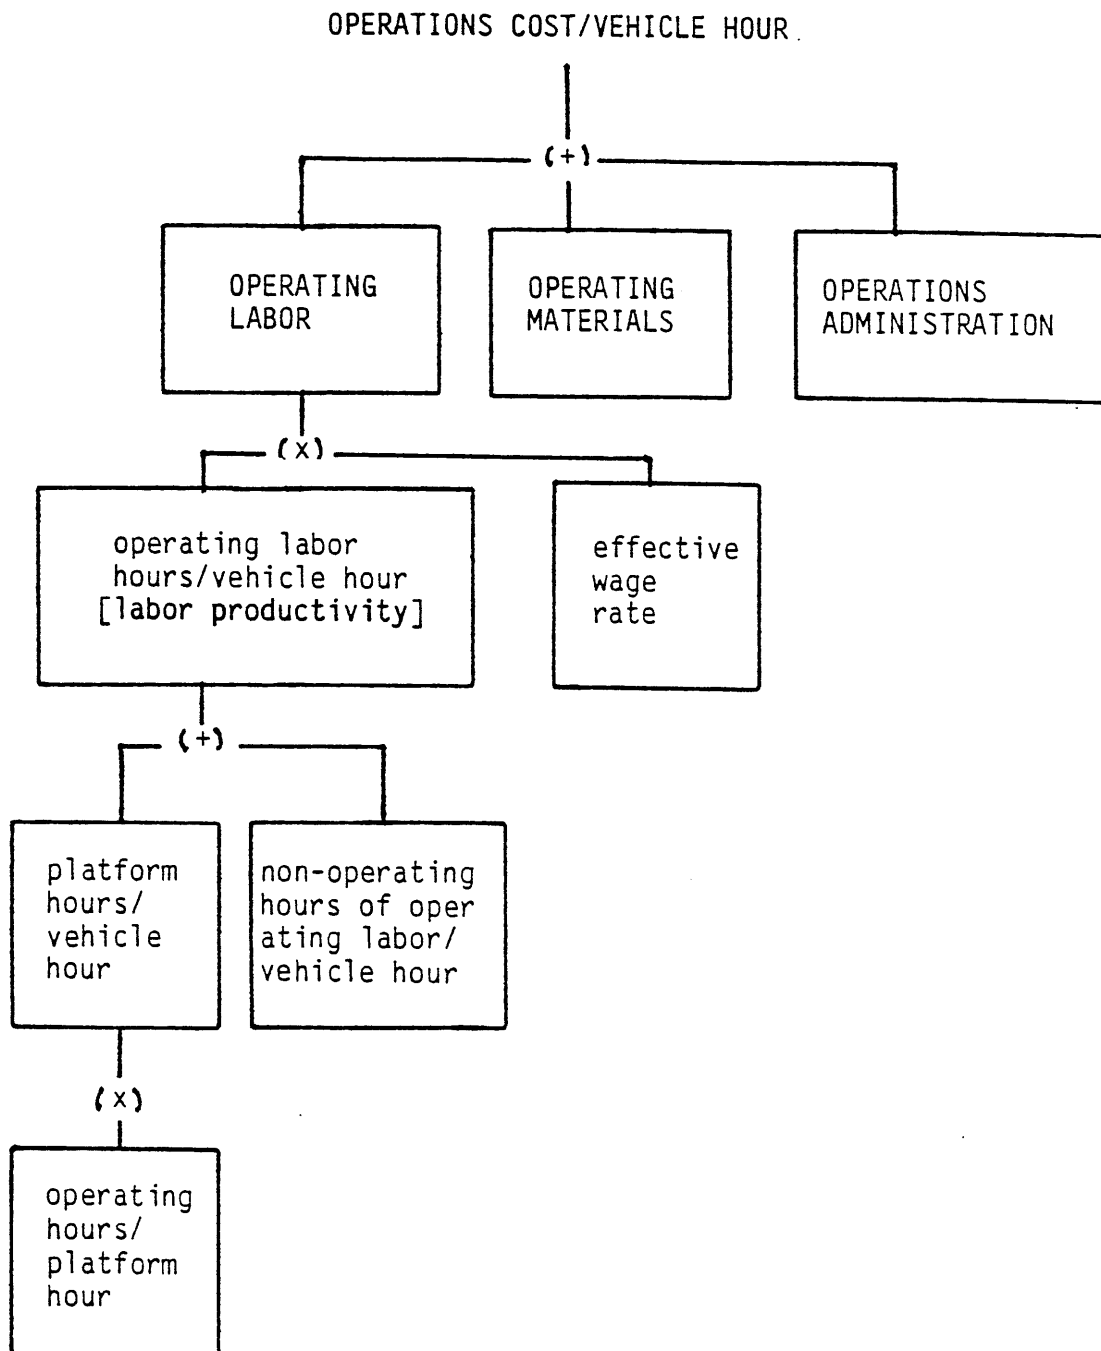 OPERATIONS COST/VEHICLE HOUR
(+)
OPERATING
LABOR
OPERATING
MATERIALS
OPERATIONS
ADMINISTRATION
(x)
operating labor
hours/vehicle hour
[labor productivity]
effective
wage
rate
(+)
platform
hours/
vehicle
hour
non-operating
hours of oper
ating labor/
vehicle hour
(x)
operating
hours/
platform
hour